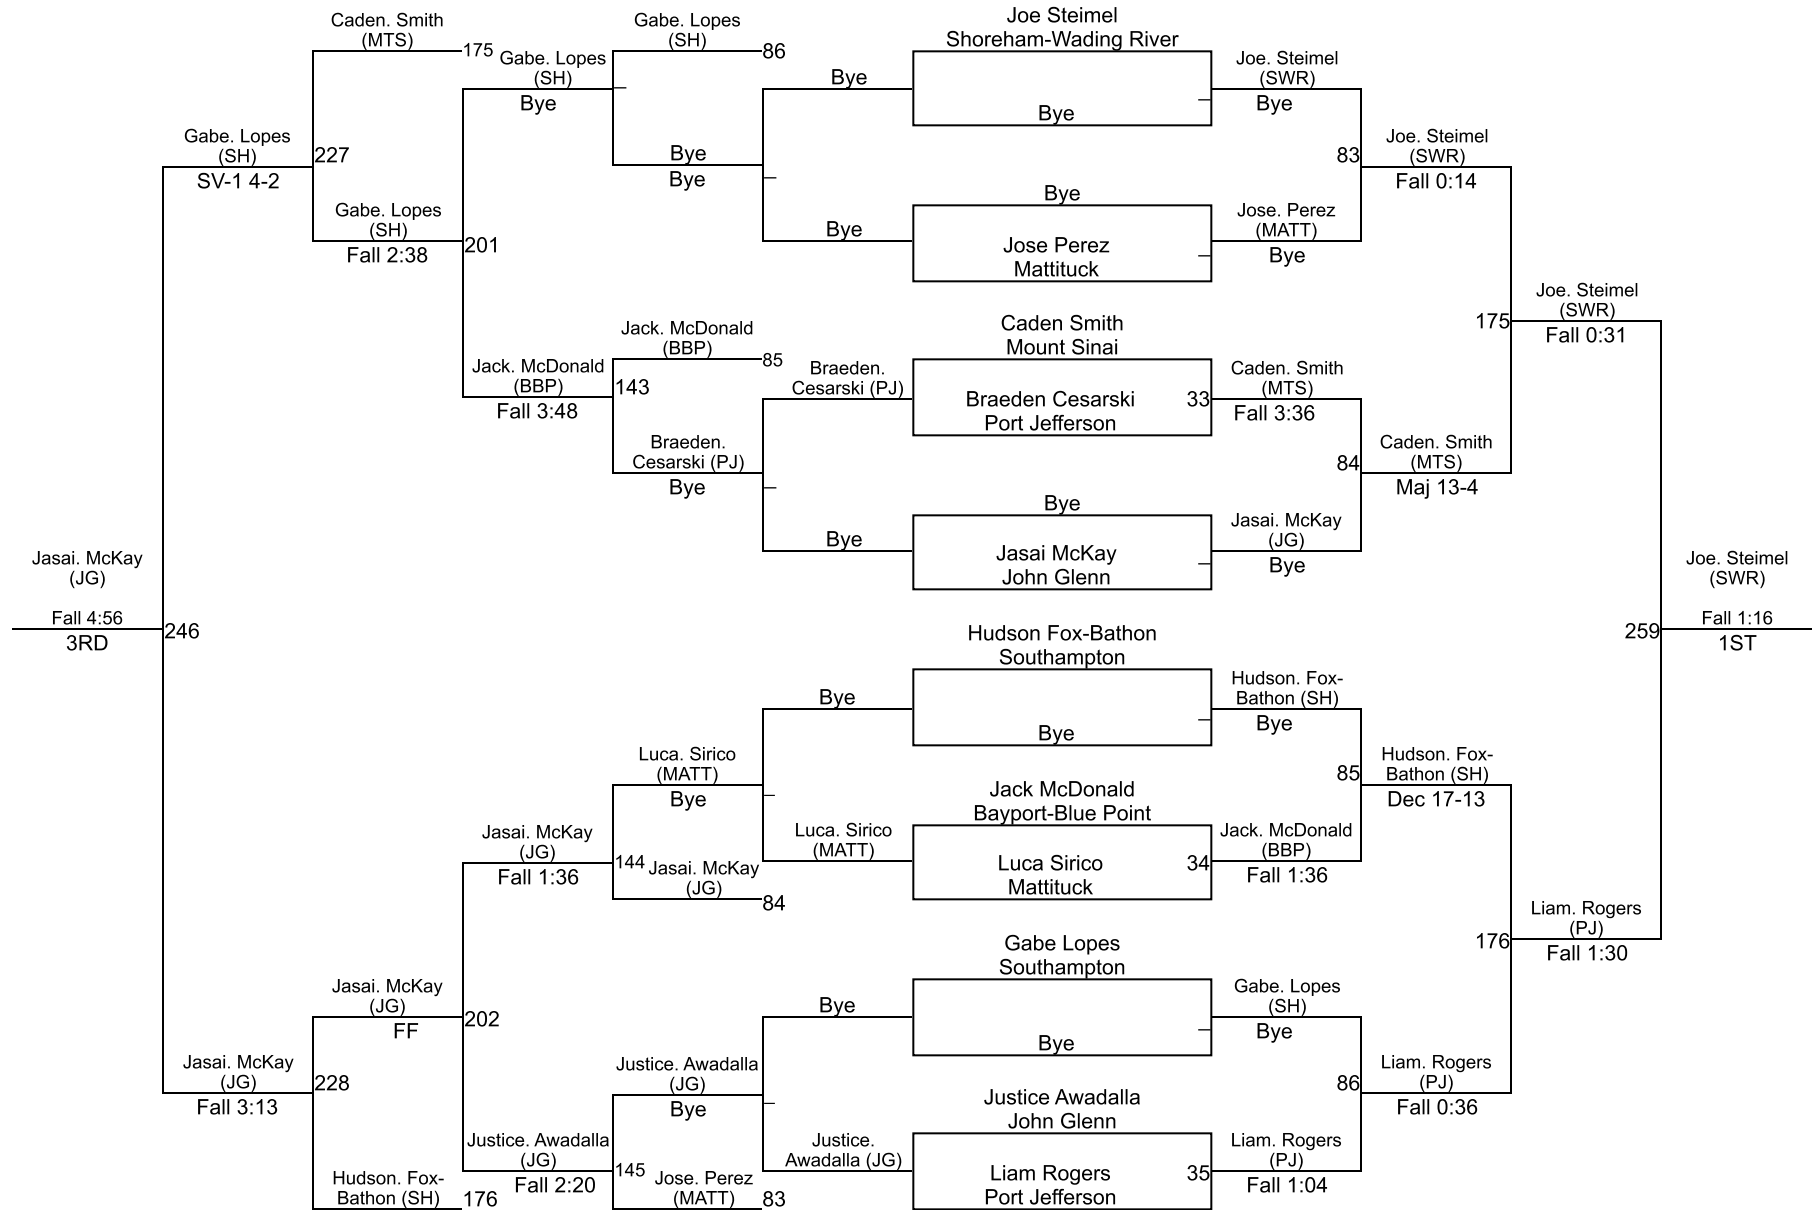 Caden. Smith
(MTS)
175
Gabe. Lopes
(SH)
Bye
Gabe. Lopes
(SH)
86
Bye
Joe Steimel
Shoreham-Wading River
Bye
Joe. Steimel
(SWR)
Bye
Gabe. Lopes
(SH)
SV-1 4-2
227
Bye
Bye
83
Joe. Steimel
(SWR)
Fall 0:14
Gabe. Lopes
(SH)
Fall 2:38
201
Bye
Bye
Jose Perez
Mattituck
Jose. Perez
(MATT)
Bye
Joe. Steimel
(SWR)
Fall 0:31
175
Jack. McDonald
(BBP)
85
Caden Smith
Mount Sinai
Jack. McDonald
(BBP)
Fall 3:48
143
Braeden.
Cesarski (PJ)
Braeden Cesarski
Port Jefferson
33
Caden. Smith
(MTS)
Fall 3:36
Braeden.
Cesarski (PJ)
Bye
84
Caden. Smith
(MTS)
Maj 13-4
Bye
Bye
Jasai McKay
John Glenn
Jasai. McKay
(JG)
Bye
Jasai. McKay
(JG)
Fall 4:56
3RD
246
Joe. Steimel
(SWR)
Fall 1:16
1ST
259
Hudson Fox-Bathon
Southampton
Bye
Bye
Hudson. Fox-
Bathon (SH)
Bye
Luca. Sirico
(MATT)
Bye
85
Hudson. Fox-
Bathon (SH)
Dec 17-13
Jack McDonald
Bayport-Blue Point
Jasai. McKay
(JG)
Fall 1:36
144
Jasai. McKay
(JG)
84
Luca. Sirico
(MATT)
Luca Sirico
Mattituck
34
Jack. McDonald
(BBP)
Fall 1:36
176
Liam. Rogers
(PJ)
Fall 1:30
Gabe Lopes
Southampton
Jasai. McKay
(JG)
FF
202
Bye
Bye
Gabe. Lopes
(SH)
Bye
Jasai. McKay
(JG)
Fall 3:13
228
Justice. Awadalla
(JG)
Bye
86
Liam. Rogers
(PJ)
Fall 0:36
Justice Awadalla
John Glenn
Justice. Awadalla
(JG)
Fall 2:20
145
Justice.
Awadalla (JG)
Liam Rogers
Port Jefferson
35
Liam. Rogers
(PJ)
Fall 1:04
Hudson. Fox-
Bathon (SH)
176
Jose. Perez
(MATT)
83